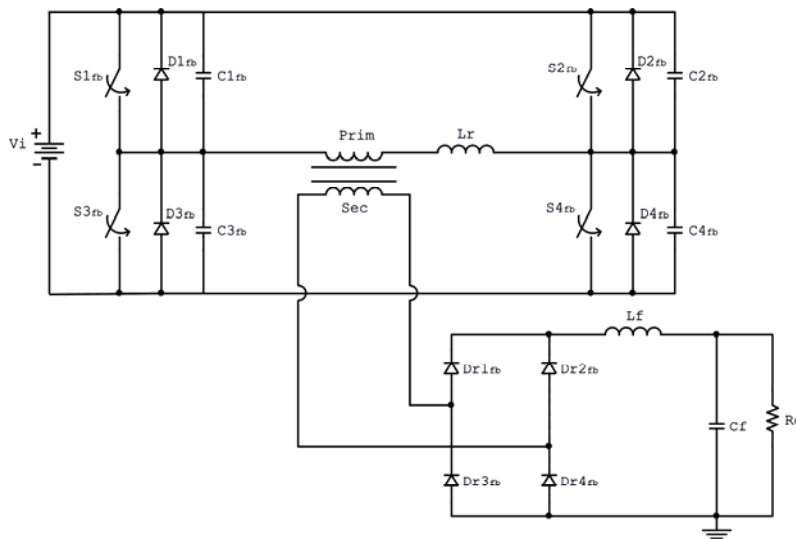 S1fb
D1fb
C1fb
S2fb
D2fb
C2fb
Vi
+
-
Prim
Lr
Sec
S3fb
D3fb
C3fb
S4fb
D4fb
C4fb
Lf
Dr1fb
Dr2fb
Cf
Dr3fb
Dr4fb